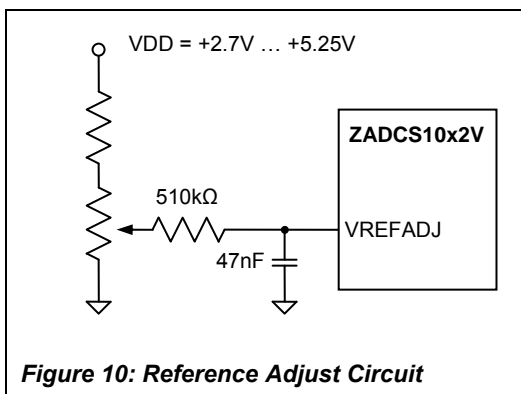 VDD = +2.7V … +5.25V
ZADCS10x2V
510kΩ
VREFADJ
47nF
Figure 10: Reference Adjust Circuit